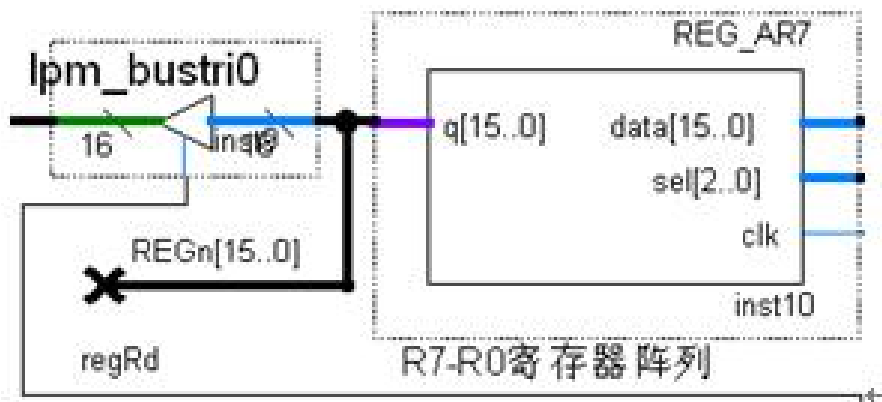 REG_AR7
lpm_bustri0
16
16
q[15..0]
data[15..0]
sel[2..0]
clk
REGn[15..0]
inst10
regRd
R7-R0寄存器阵列